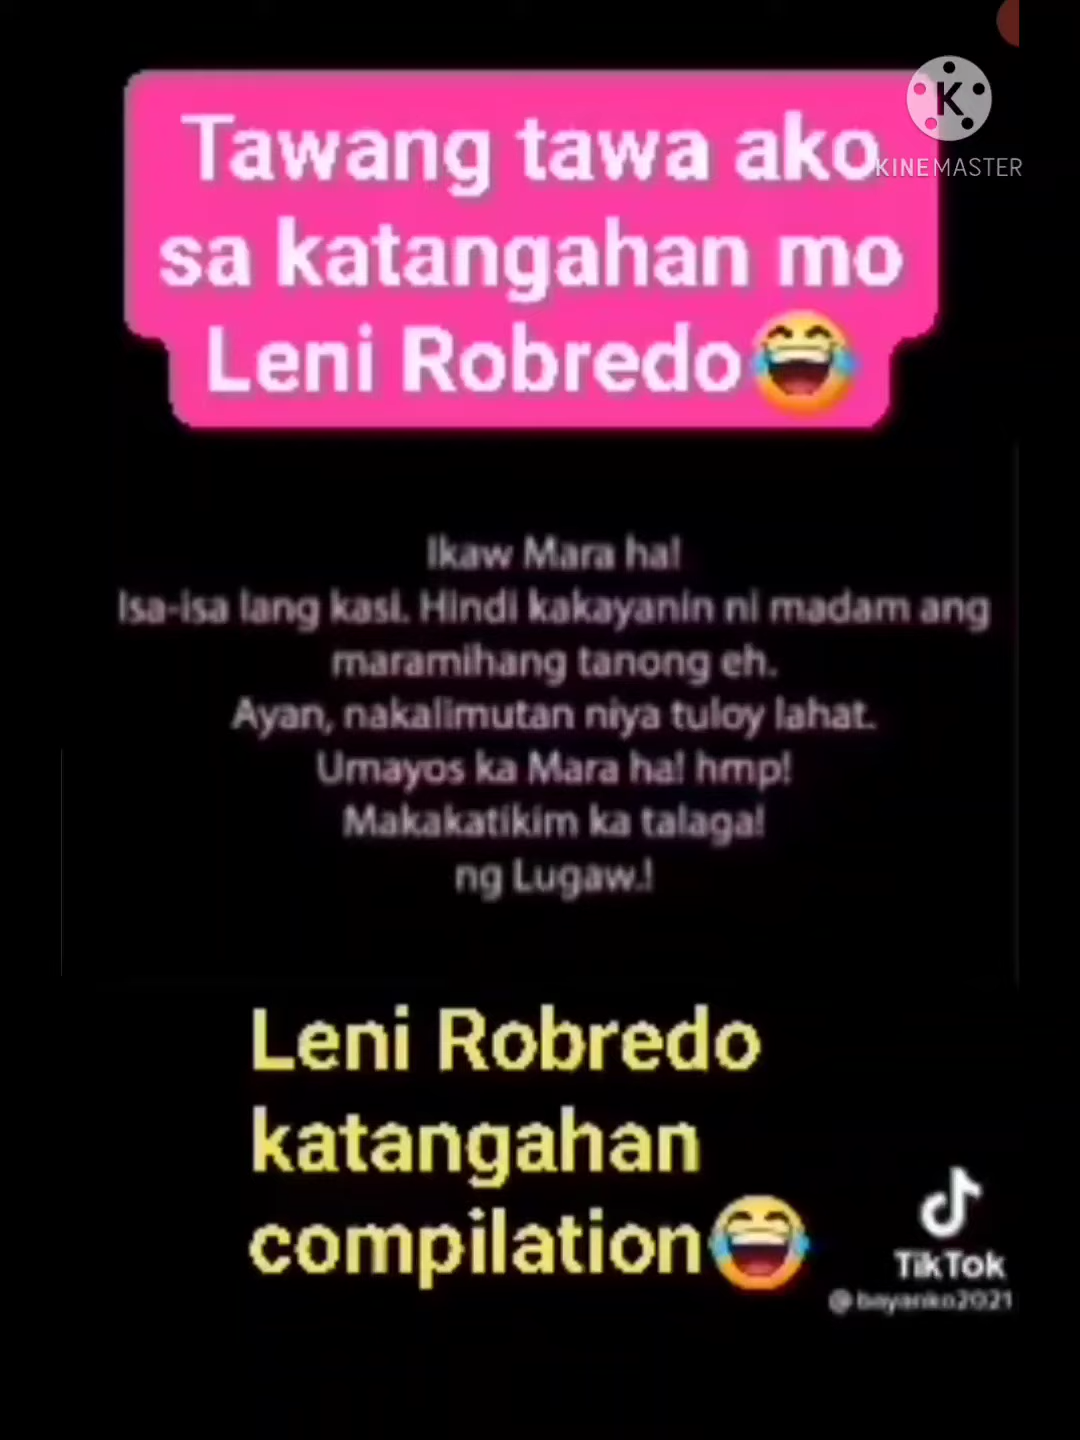 Tawang tawa ako
sa katangahan mo
Leni Robredo😂
KINEMASTER
Ikaw Mara ha!
Isa-isa lang kasi. Hindi kakayanin ni madam ang
maramihang tanong eh.
Ayan, nakalimutan niya tuloy lahat.
Umayos ka Mara ha! hmp!
Makakatikim ka talaga!
ng Lugaw.!
Leni Robredo
katangahan
compilation😂
TikTok
@bayanko2021